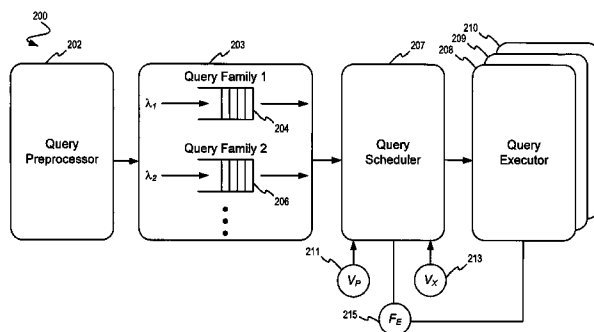 200
202
203
207
210
209
208
Query Family 1
λ1
204
Query Preprocessor
Query Family 2
λ2
206
Query Scheduler
Query Executor
211
VP
VX
213
215
FE